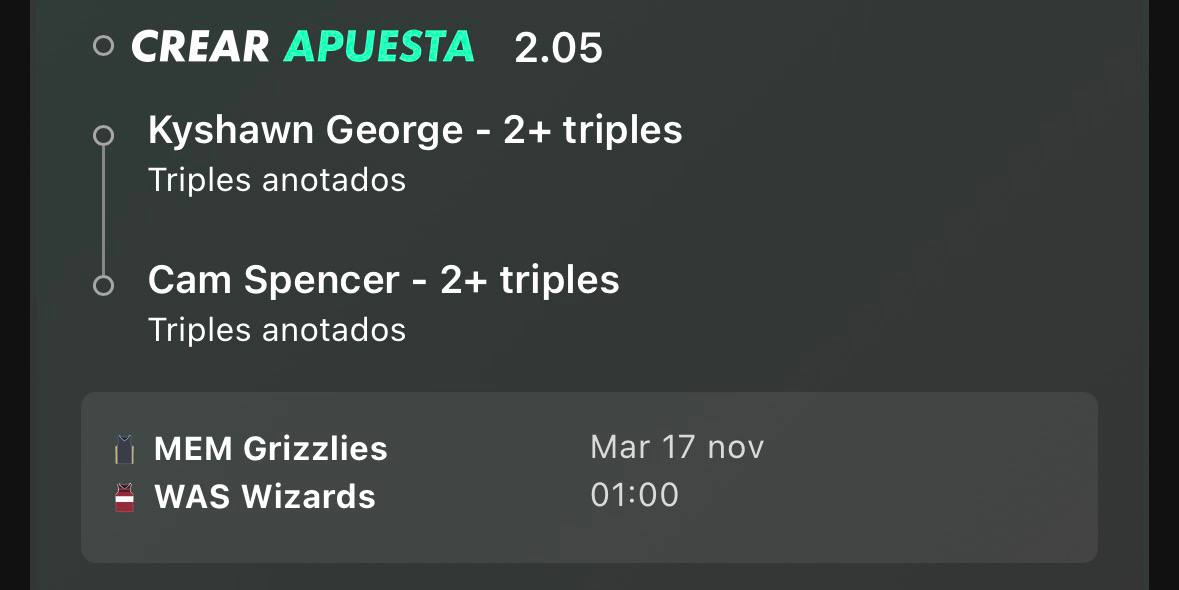 CREAR APUESTA 2.05
Kyshawn George - 2+ triples
Triples anotados
Cam Spencer - 2+ triples
Triples anotados
MEM Grizzlies Mar 17 nov
WAS Wizards 01:00